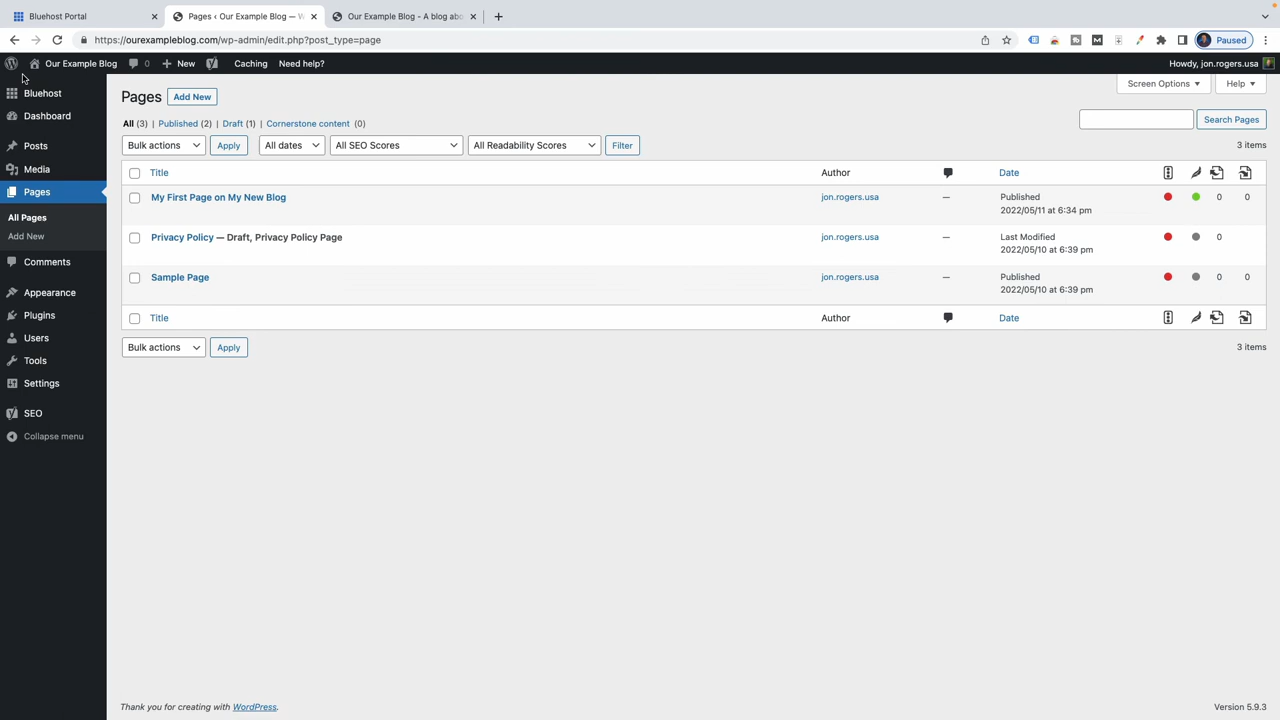 Bluehost Portal
Pages ‹ Our Example Blog — W
Our Example Blog - A blog abo
https://ourexampleblog.com/wp-admin/edit.php?post_type=page
Paused
Our Example Blog
0
New
Caching
Need help?
Howdy, jon.rogers.usa
Bluehost
Dashboard
Posts
Media
Pages
All Pages
Add New
Comments
Appearance
Plugins
Users
Tools
Settings
SEO
Collapse menu
Pages
Add New
Screen Options
Help
All (3) | Published (2) | Draft (1) | Cornerstone content (0)
Search Pages
Bulk actions
Apply
All dates
All SEO Scores
All Readability Scores
Filter
3 items
Title
Author
Date
My First Page on My New Blog
jon.rogers.usa
—
Published
2022/05/11 at 6:34 pm
0
0
Privacy Policy — Draft, Privacy Policy Page
jon.rogers.usa
—
Last Modified
2022/05/10 at 6:39 pm
0
Sample Page
jon.rogers.usa
—
Published
2022/05/10 at 6:39 pm
0
0
Title
Author
Date
Bulk actions
Apply
3 items
Thank you for creating with WordPress.
Version 5.9.3